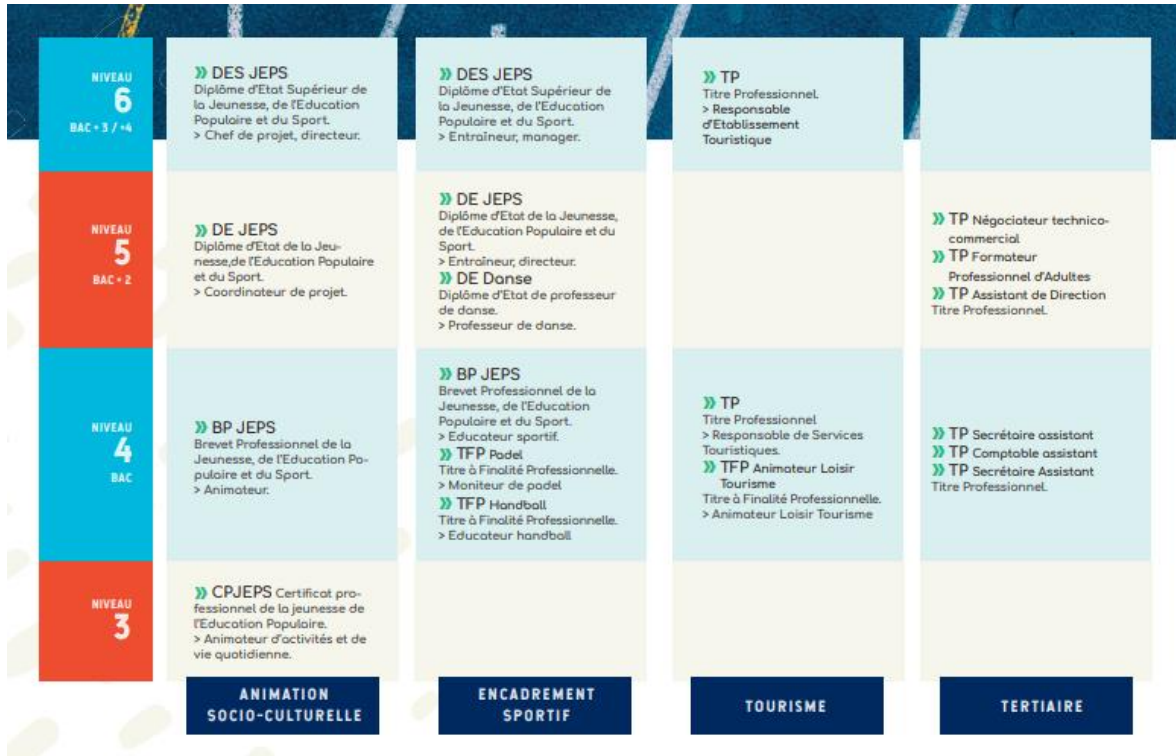 NIVEAU
6
BAC + 3 / +4
» DES JEPS
Diplôme d'Etat Supérieur de
la Jeunesse, de l'Education
Populaire et du Sport.
> Chef de projet, directeur.
» DES JEPS
Diplôme d'Etat Supérieur de
la Jeunesse, de l'Education
Populaire et du Sport.
> Entraîneur, manager.
» TP
Titre Professionnel.
> Responsable
d'Etablissement
Touristique
NIVEAU
5
BAC + 2
» DE JEPS
Diplôme d'Etat de la Jeu-
nesse,de l'Education Populaire
et du Sport.
> Coordinateur de projet.
» DE JEPS
Diplôme d'Etat de la Jeunesse,
de l'Education Populaire et du
Sport.
> Entraîneur, directeur.
» DE Danse
Diplôme d'Etat de professeur
de danse.
> Professeur de danse.
» TP Négociateur technico-
commercial
» TP Formateur
Professionnel d'Adultes
» TP Assistant de Direction
Titre Professionnel.
NIVEAU
4
BAC
» BP JEPS
Brevet Professionnel de la
Jeunesse, de l'Education Po-
pulaire et du Sport.
> Animateur.
» BP JEPS
Brevet Professionnel de la
Jeunesse, de l'Education
Populaire et du Sport.
> Educateur sportif.
» TFP Padel
Titre à Finalité Professionnelle.
> Moniteur de padel
» TFP Handball
Titre à Finalité Professionnelle.
> Educateur handball
» TP
Titre Professionnel
> Responsable de Services
Touristiques.
» TFP Animateur Loisir
Tourisme
Titre à Finalité Professionnelle.
> Animateur Loisir Tourisme
» TP Secrétaire assistant
» TP Comptable assistant
» TP Secrétaire Assistant
Titre Professionnel.
NIVEAU
3
» CPJEPS Certificat pro-
fessionnel de la jeunesse de
l'Education Populaire.
> Animateur d'activités et de
vie quotidienne.
ANIMATION
SOCIO-CULTURELLE
ENCADREMENT
SPORTIF
TOURISME
TERTIAIRE